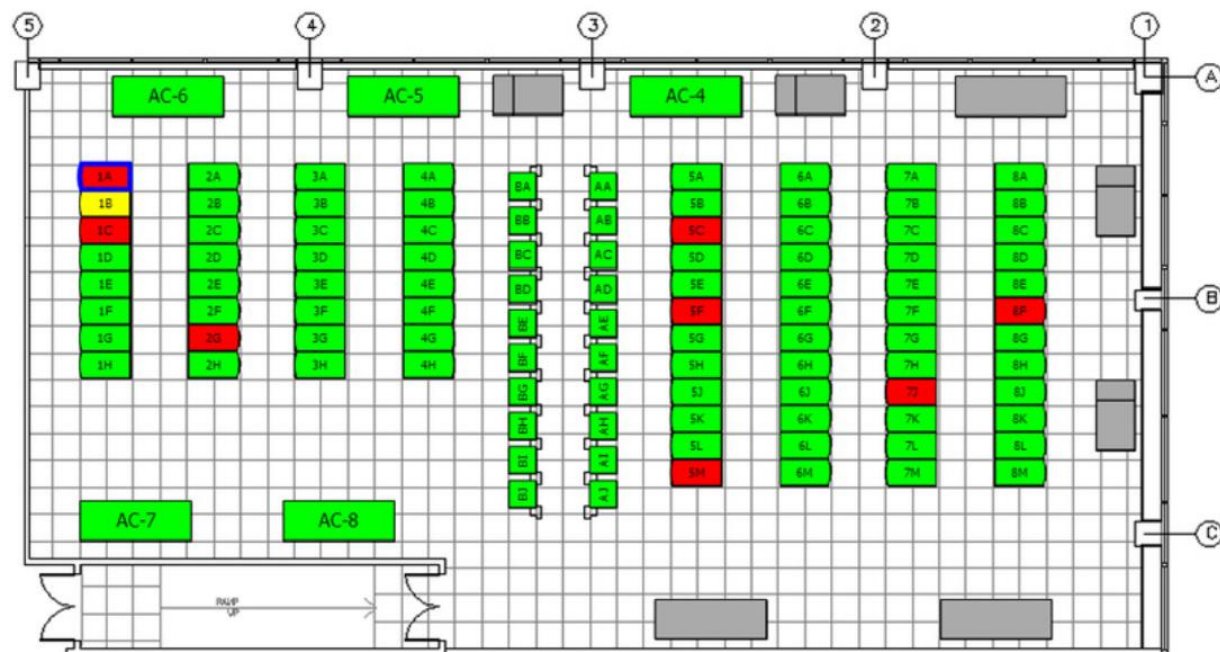 5 4 3 2 1
A
AC-6 AC-5 AC-4
1A 2A 3A 4A BA AA 5A 6A 7A 8A
1B 2B 3B 4B BB AB 5B 6B 7B 8B
1C 2C 3C 4C BC AC 5C 6C 7C 8C
1D 2D 3D 4D BD AD 5D 6D 7D 8D
1E 2E 3E 4E BE AE 5E 6E 7E 8E
B
1F 2F 3F 4F BF AF 5F 6F 7F 8F
1G 2G 3G 4G BG AG 5G 6G 7G 8G
1H 2H 3H 4H BH AH 5H 6H 7H 8H
BI AI 5J 6J 7J 8J
BJ AJ 5K 6K 7K 8K
5L 6L 7L 8L
5M 6M 7M 8M
AC-7 AC-8
C
RAMP
UP